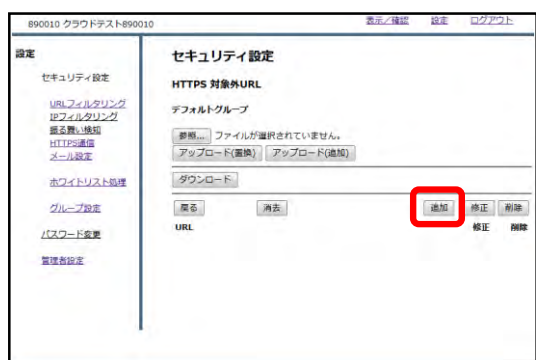 890010 クラウドテスト890010
表示／確認 設定 ログアウト
設定
セキュリティ設定
URLフィルタリング
IPフィルタリング
振る舞い検知
HTTPS通信
メール設定
ホワイトリスト処理
グループ設定
パスワード変更
管理者設定
セキュリティ設定
HTTPS 対象外URL
デフォルトグループ
参照... ファイルが選択されていません。
アップロード(置換) アップロード(追加)
ダウンロード
戻る 消去 追加 修正 削除
URL 修正 削除